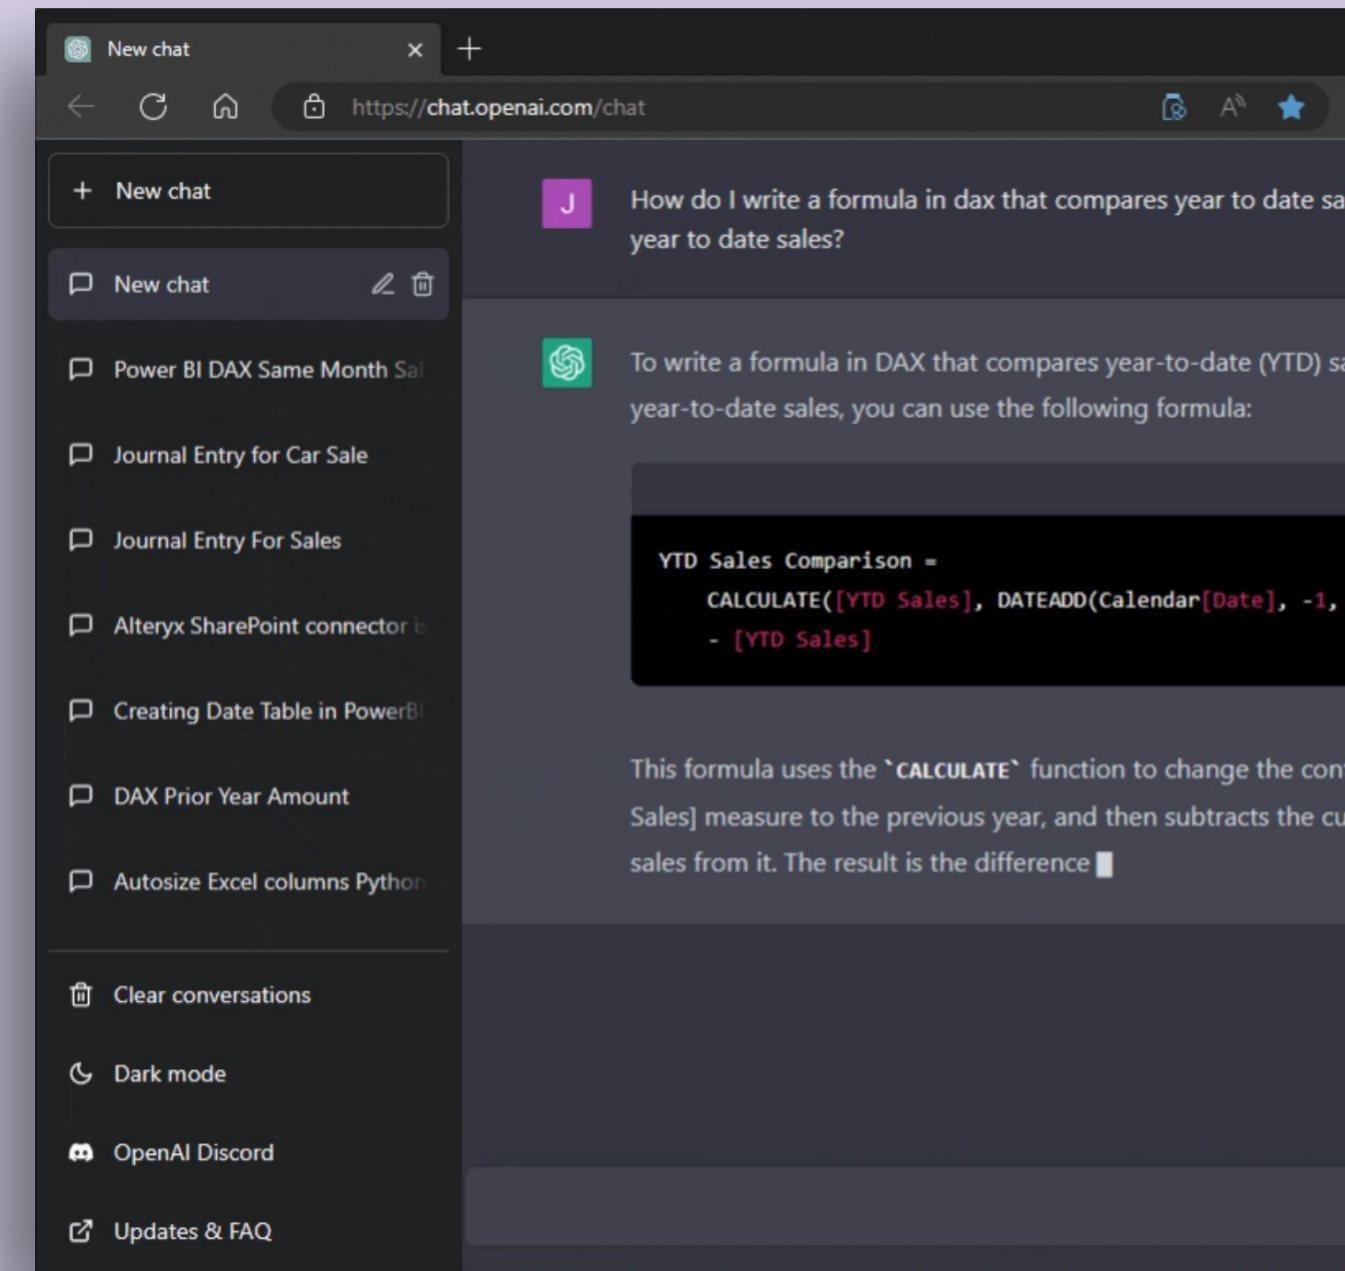 New chat
https://chat.openai.com/chat
New chat
New chat
Power BI DAX Same Month
Journal Entry for Car Sale
Journal Entry For Sales
Alteryx SharePoint connector
Creating Date Table in PowerBI
DAX Prior Year Amount
Autosize Excel columns Python
Clear conversations
Dark mode
OpenAI Discord
Updates & FAQ
J
How do I write a formula in dax that compares year to date
year to date sales?
To write a formula in DAX that compares year-to-date (YTD)
year-to-date sales, you can use the following formula:
YTD Sales Comparison =
CALCULATE([YTD Sales], DATEADD(Calendar[Date], -1,
- [YTD Sales]
This formula uses the `CALCULATE` function to change the
Sales] measure to the previous year, and then subtracts the
sales from it. The result is the difference